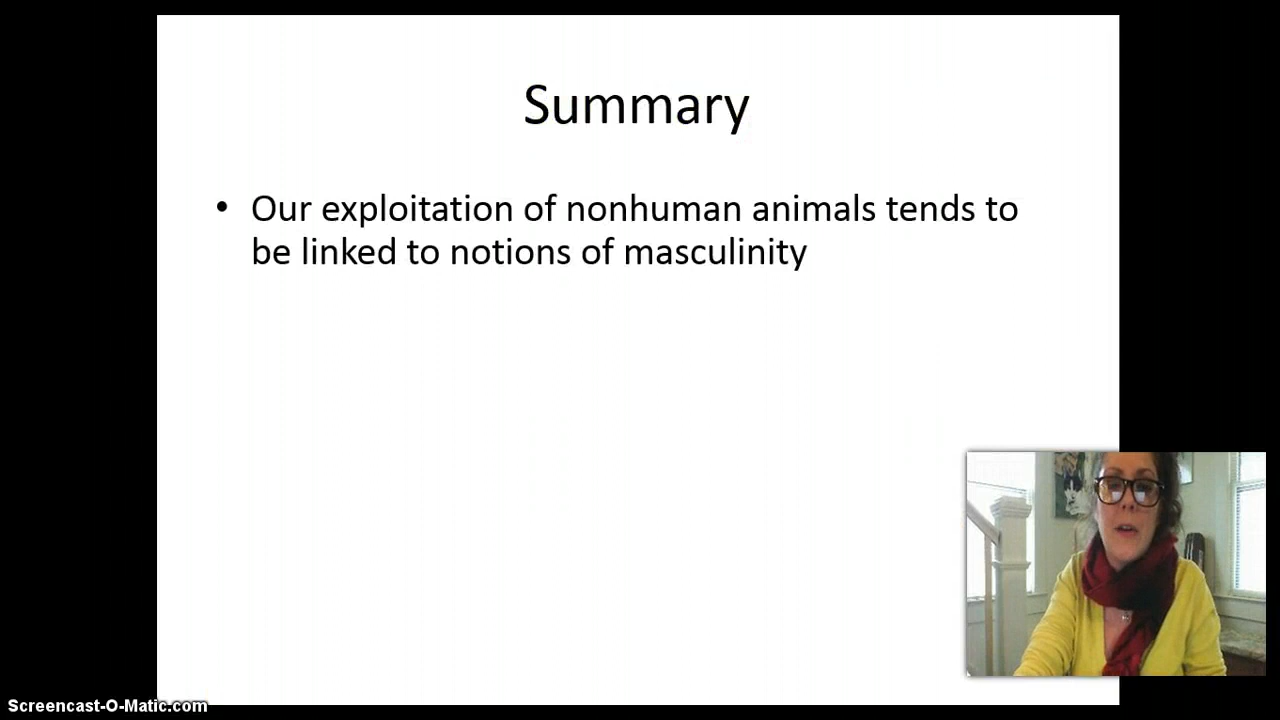 Summary
• Our exploitation of nonhuman animals tends to
be linked to notions of masculinity
Screencast-O-Matic.com